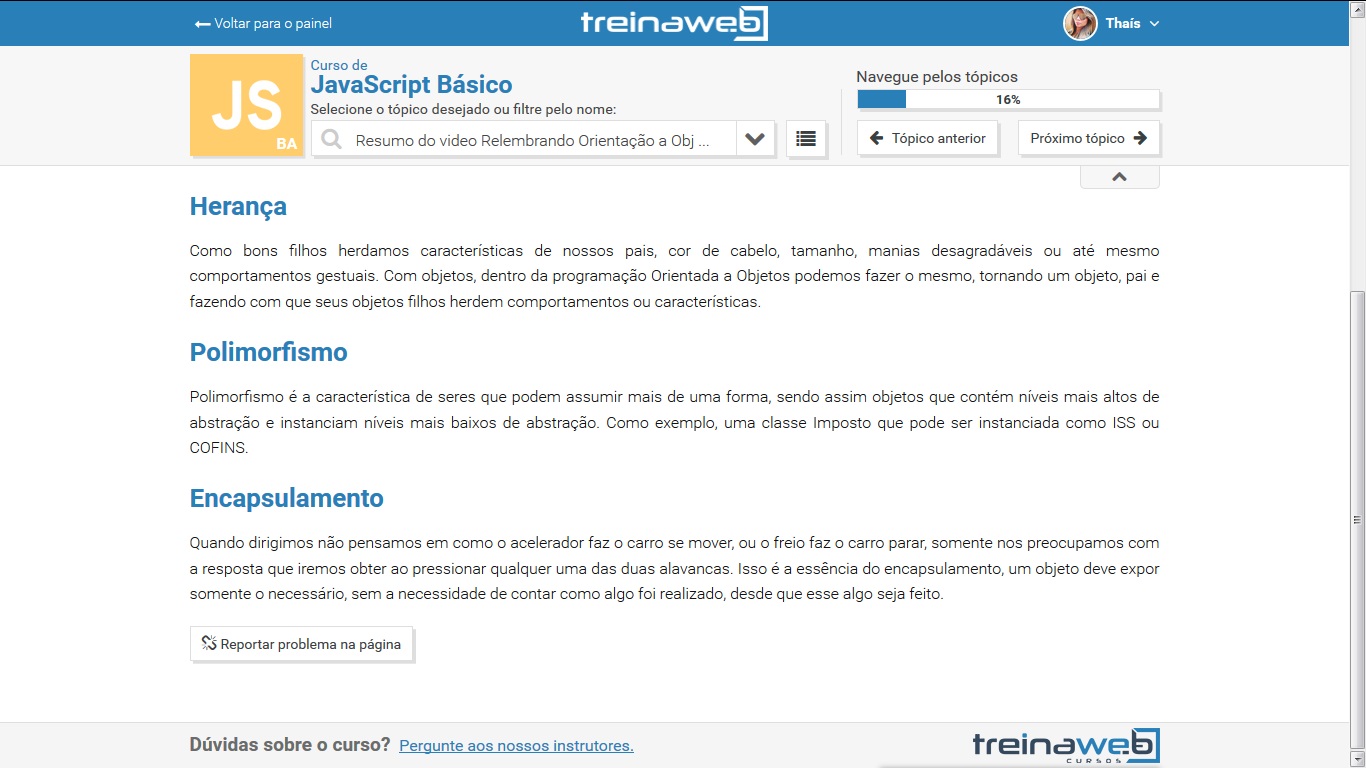 Voltar para o painel
treinaweb
Thaís
JS
BA
Curso de
JavaScript Básico
Selecione o tópico desejado ou filtre pelo nome:
Resumo do video Relembrando Orientação a Obj ...
Navegue pelos tópicos
16%
Tópico anterior
Próximo tópico
Herança
Como bons filhos herdamos características de nossos pais, cor de cabelo, tamanho, manias desagradáveis ou até mesmo
comportamentos gestuais. Com objetos, dentro da programação Orientada a Objetos podemos fazer o mesmo, tornando um objeto, pai e
fazendo com que seus objetos filhos herdem comportamentos ou características.
Polimorfismo
Polimorfismo é a característica de seres que podem assumir mais de uma forma, sendo assim objetos que contém níveis mais altos de
abstração e instanciam níveis mais baixos de abstração. Como exemplo, uma classe Imposto que pode ser instanciada como ISS ou
COFINS.
Encapsulamento
Quando dirigimos não pensamos em como o acelerador faz o carro se mover, ou o freio faz o carro parar, somente nos preocupamos com
a resposta que iremos obter ao pressionar qualquer uma das duas alavancas. Isso é a essência do encapsulamento, um objeto deve expor
somente o necessário, sem a necessidade de contar como algo foi realizado, desde que esse algo seja feito.
Reportar problema na página
Dúvidas sobre o curso? Pergunte aos nossos instrutores.
treinaweb
CURSOS